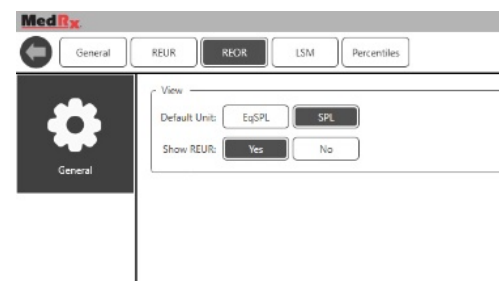 MedRx
General REUR REOR LSM Percentiles
View
Default Unit: EqSPL SPL
Show REUR: Yes No
General